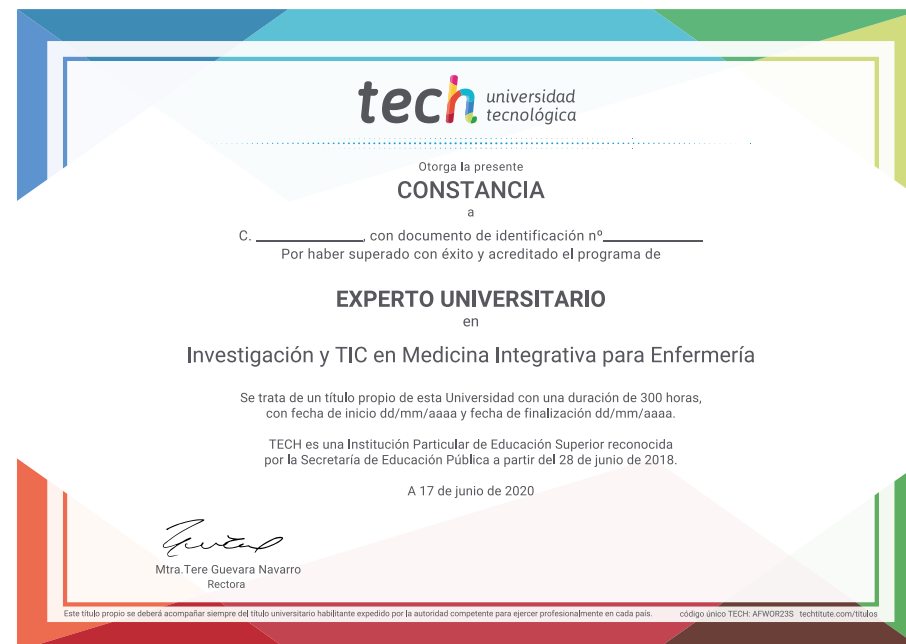 tech universidad
tecnológica
Otorga la presente
CONSTANCIA
a
C. ________________, con documento de identificación nº________________
Por haber superado con éxito y acreditado el programa de
EXPERTO UNIVERSITARIO
en
Investigación y TIC en Medicina Integrativa para Enfermería
Se trata de un título propio de esta Universidad con una duración de 300 horas,
con fecha de inicio dd/mm/aaaa y fecha de finalización dd/mm/aaaa.
TECH es una Institución Particular de Educación Superior reconocida
por la Secretaría de Educación Pública a partir del 28 de junio de 2018.
A 17 de junio de 2020
Mtra.Tere Guevara Navarro
Rectora
Este título propio se deberá acompañar siempre del título universitario habilitante expedido por la autoridad competente para ejercer profesionalmente en cada país. código único TECH: AFWOR23S techtitute.com/titulos